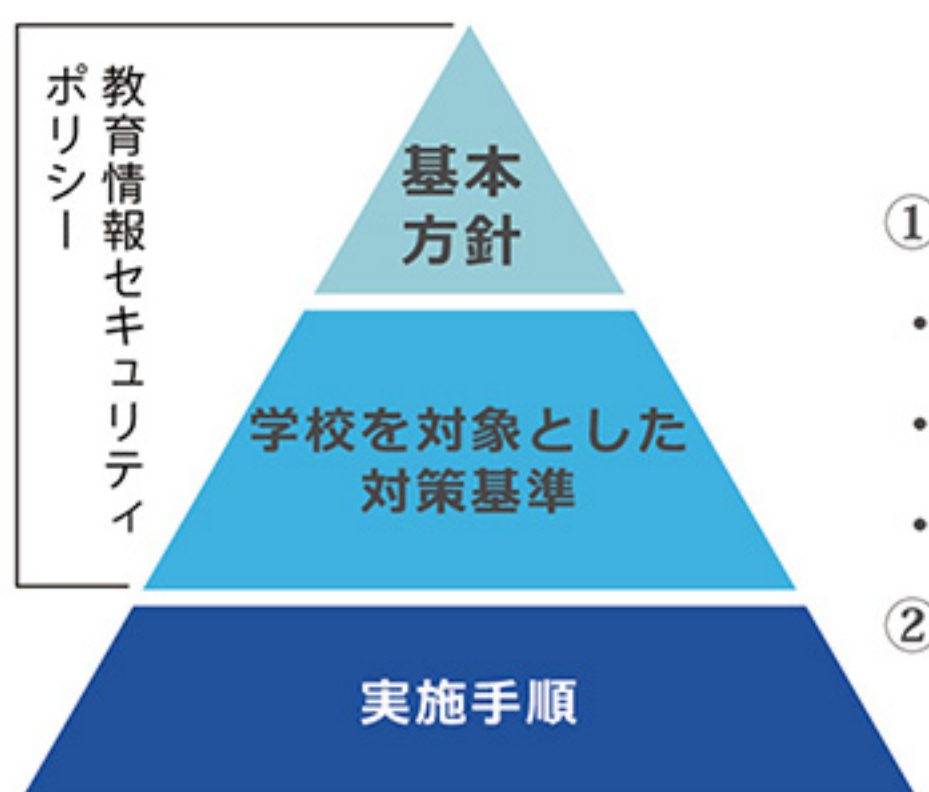 教育情報セキュリティ
ポリシー
基本
方針
学校を対象とした
対策基準
実施手順
①
・
・
・
②